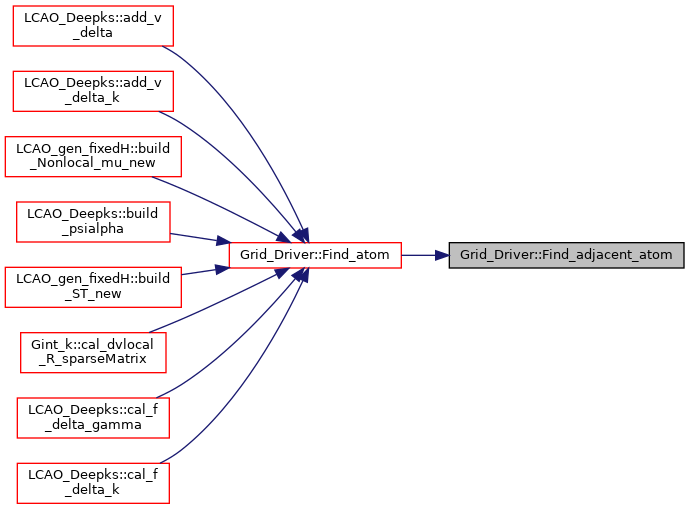 LCAO_Deepks::add_v
_delta
LCAO_Deepks::add_v
_delta_k
LCAO_gen_fixedH::build
_Nonlocal_mu_new
LCAO_Deepks::build
_psialpha
Grid_Driver::Find_atom
Grid_Driver::Find_adjacent_atom
LCAO_gen_fixedH::build
_ST_new
Gint_k::cal_dvlocal
_R_sparseMatrix
LCAO_Deepks::cal_f
_delta_gamma
LCAO_Deepks::cal_f
_delta_k